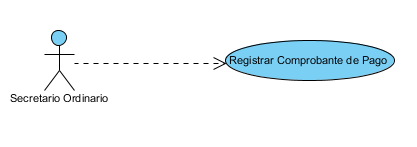 Registrar Comprobante de Pago
Secretario Ordinario